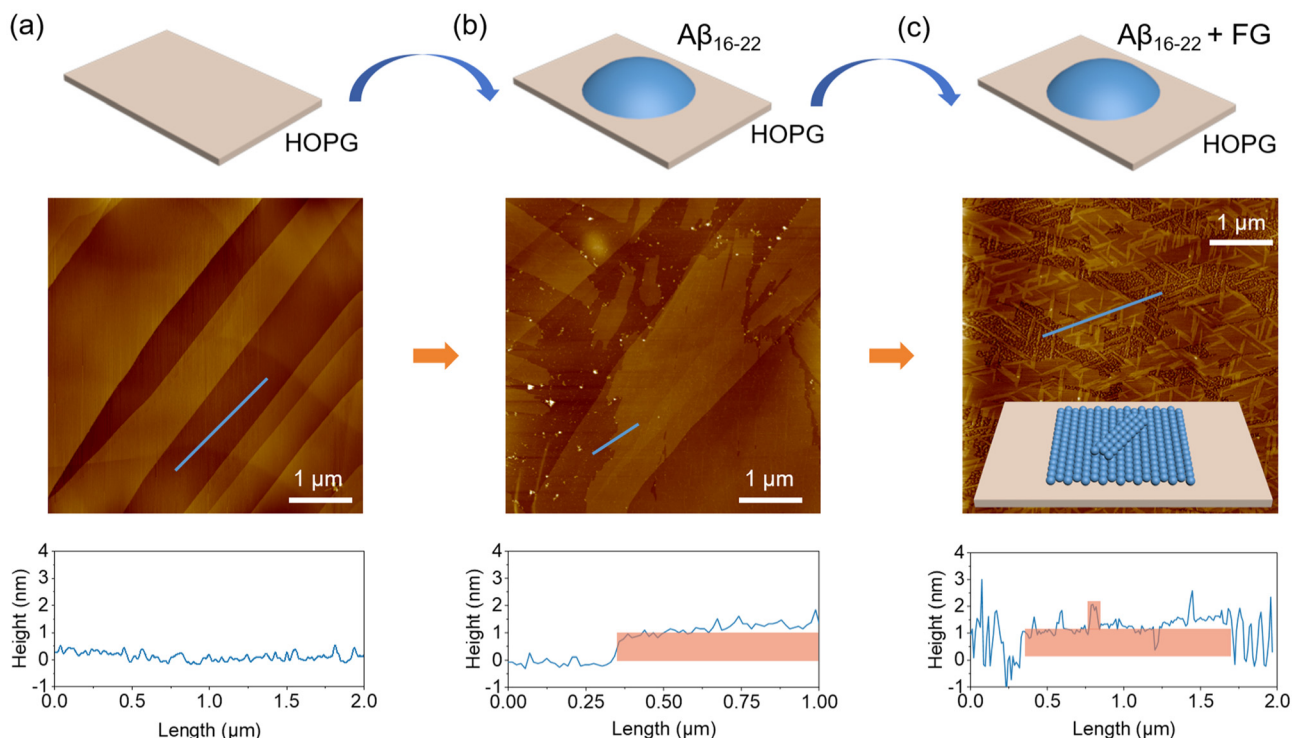 (a)
(b)
Aβ16-22
(c)
Aβ16-22 + FG
HOPG
HOPG
HOPG
1 µm
1 µm
1 µm
4
3
2
1
0
-1
Height (nm)
0.0
0.5
1.0
1.5
2.0
Length (µm)
4
3
2
1
0
-1
Height (nm)
0.00
0.25
0.50
0.75
1.00
Length (µm)
4
3
2
1
0
-1
Height (nm)
0.0
0.5
1.0
1.5
2.0
Length (µm)